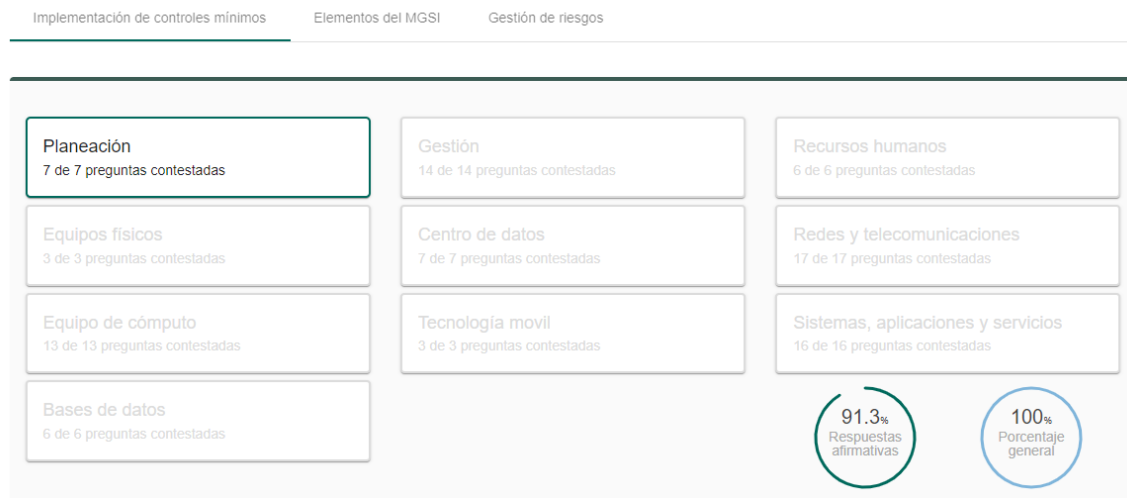 Implementación de controles mínimos
Elementos del MGSI
Gestión de riesgos
Planeación
7 de 7 preguntas contestadas
Gestión
14 de 14 preguntas contestadas
Recursos humanos
6 de 6 preguntas contestadas
Equipos físicos
3 de 3 preguntas contestadas
Centro de datos
7 de 7 preguntas contestadas
Redes y telecomunicaciones
17 de 17 preguntas contestadas
Equipo de cómputo
13 de 13 preguntas contestadas
Tecnología movil
3 de 3 preguntas contestadas
Sistemas, aplicaciones y servicios
16 de 16 preguntas contestadas
Bases de datos
6 de 6 preguntas contestadas
91.3%
Respuestas
afirmativas
100%
Porcentaje
general